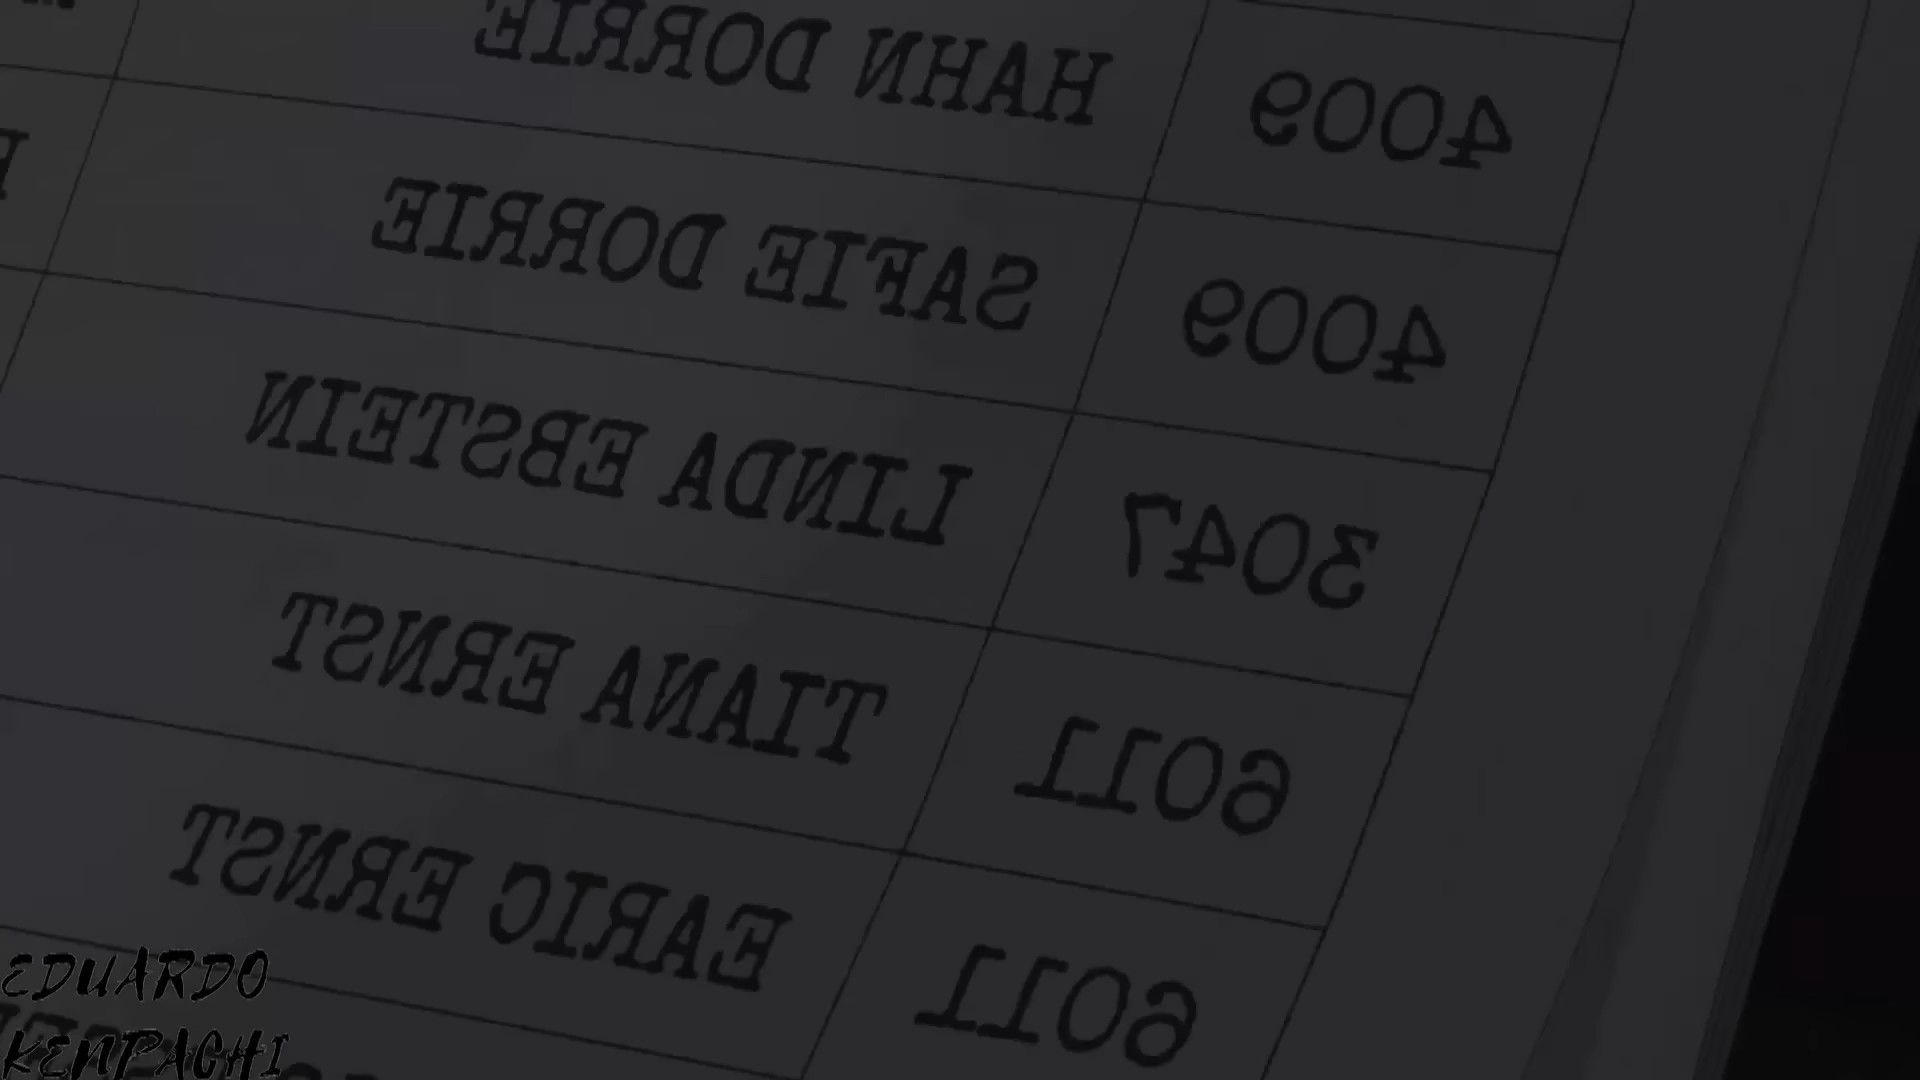 HAHN DORRIE 4009
SAFIE DORRIE 4009
LINDA EBSTEIN 3047
TIANA ERNST 6011
EARIC ERNST 6011
EDUARDO
KENPACHI